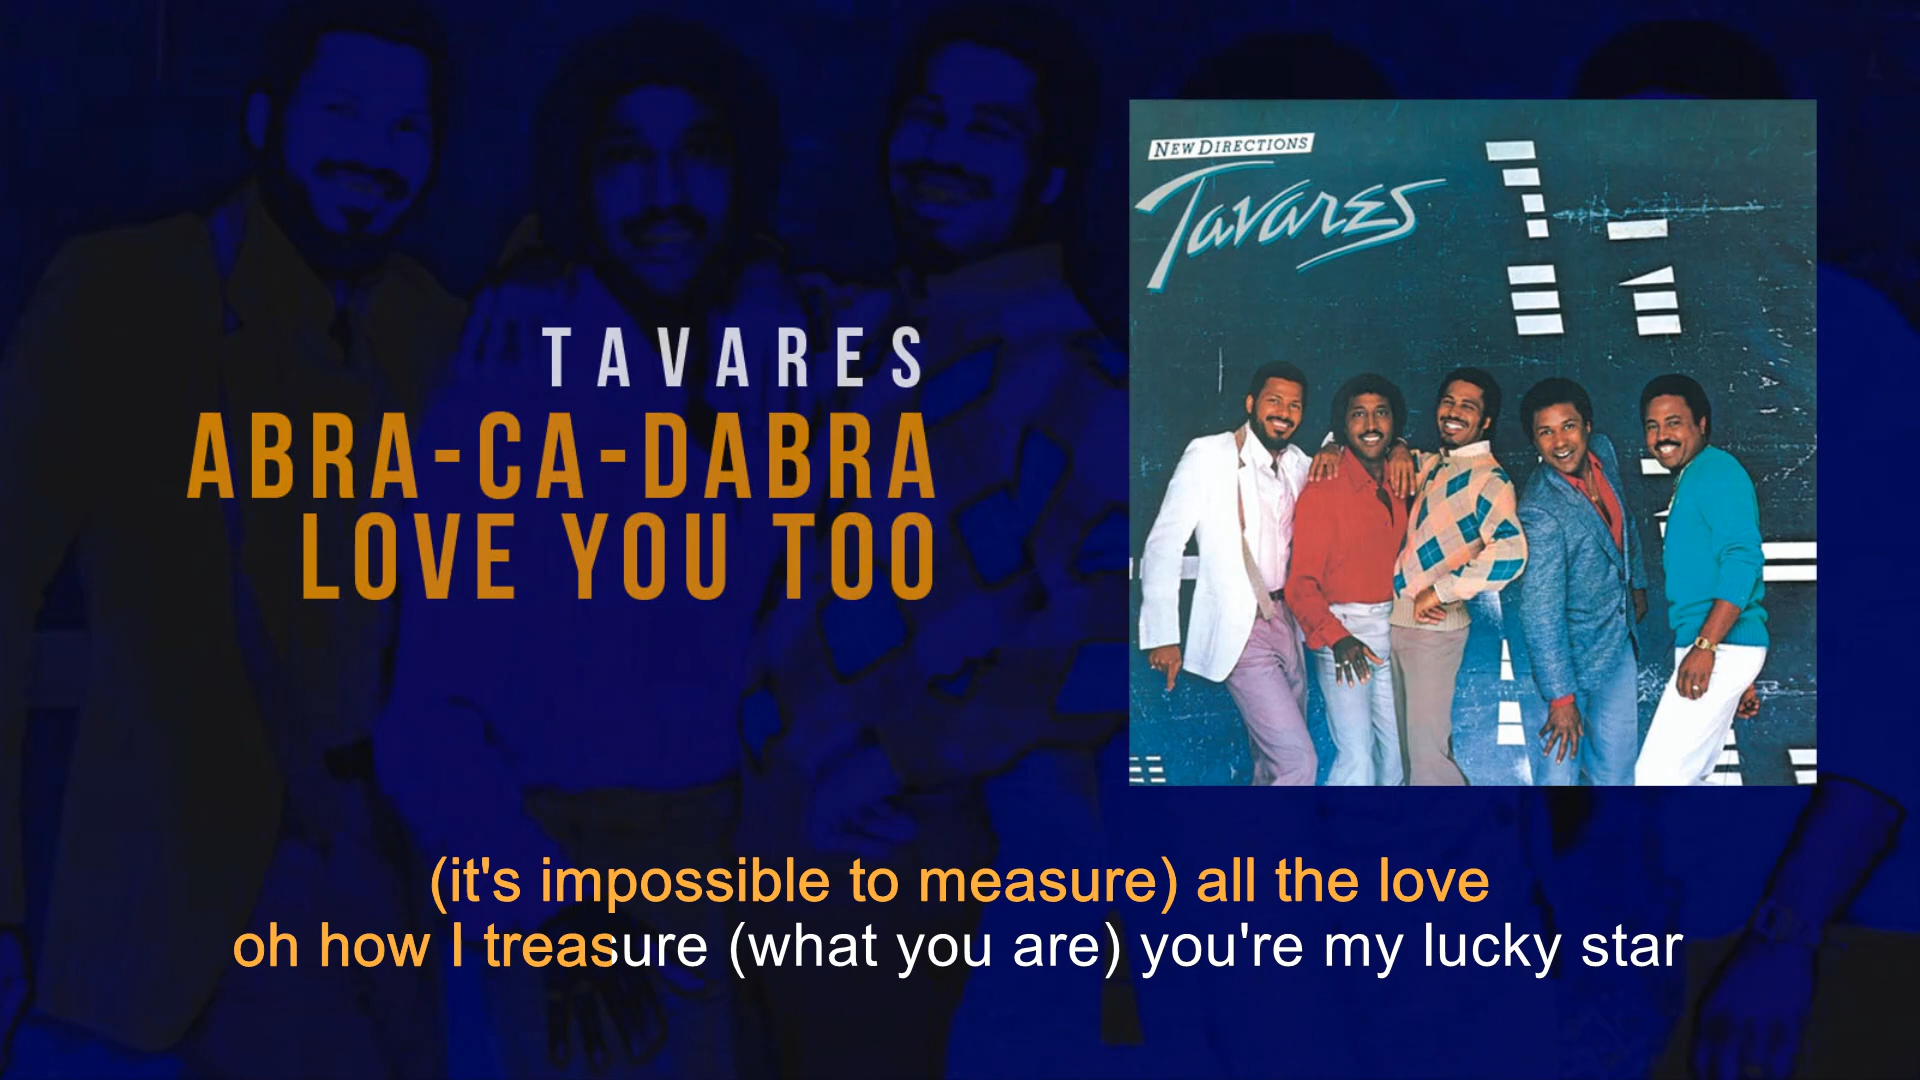 NEW DIRECTIONS
Tavares
TAVARES
ABRA-CA-DABRA
LOVE YOU TOO
(it's impossible to measure) all the love
oh how I treasure (what you are) you're my lucky star